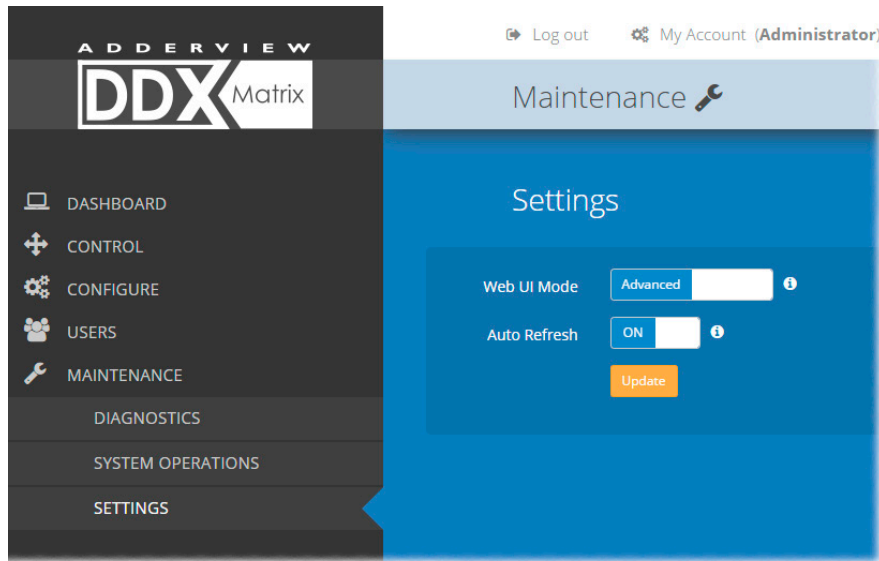 ADDERVIEW
DDX Matrix
Log out
My Account (Administrator)
Maintenance
DASHBOARD
CONTROL
CONFIGURE
USERS
MAINTENANCE
DIAGNOSTICS
SYSTEM OPERATIONS
SETTINGS
Settings
Web UI Mode Advanced
Auto Refresh ON
Update